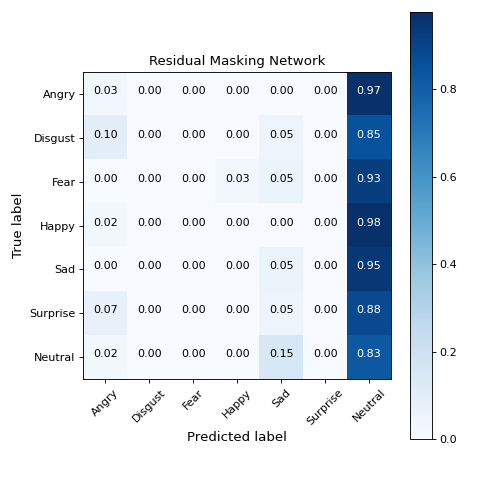 Residual Masking Network
True label
Angry 0.03 0.00 0.00 0.00 0.00 0.00 0.97
Disgust 0.10 0.00 0.00 0.00 0.05 0.00 0.85
Fear 0.00 0.00 0.00 0.03 0.05 0.00 0.93
Happy 0.02 0.00 0.00 0.00 0.00 0.00 0.98
Sad 0.00 0.00 0.00 0.00 0.05 0.00 0.95
Surprise 0.07 0.00 0.00 0.00 0.05 0.00 0.88
Neutral 0.02 0.00 0.00 0.00 0.15 0.00 0.83
Angry Disgust Fear Happy Sad Surprise Neutral
Predicted label
0.8
0.6
0.4
0.2
0.0